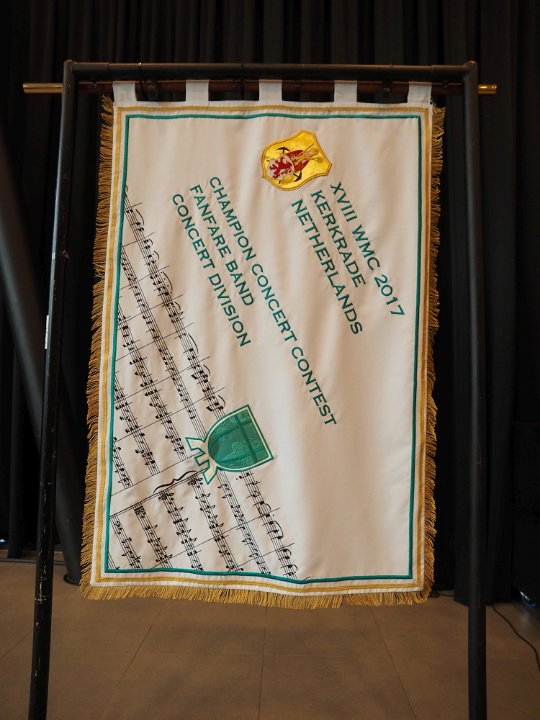 XVIII WMC 2017
KERKRADE
NETHERLANDS
CHAMPION CONCERT CONTEST
FANFARE BAND
CONCERT DIVISION